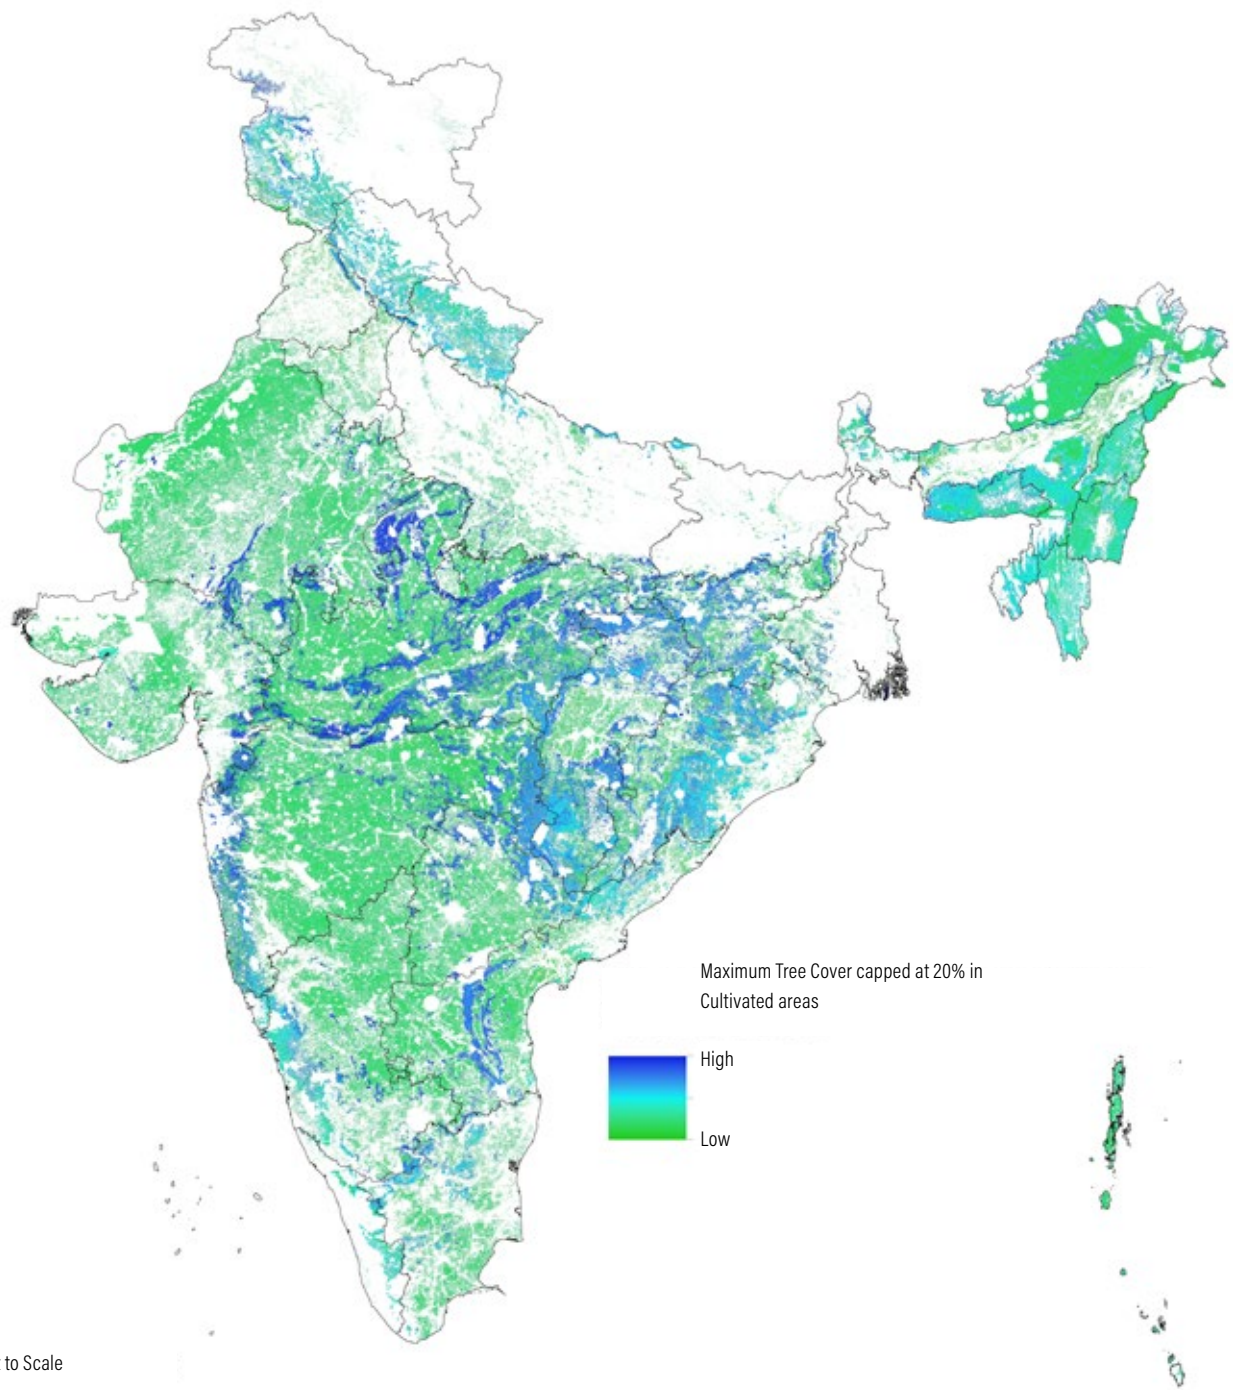 Maximum Tree Cover capped at 20% in
Cultivated areas
High
Low
to Scale